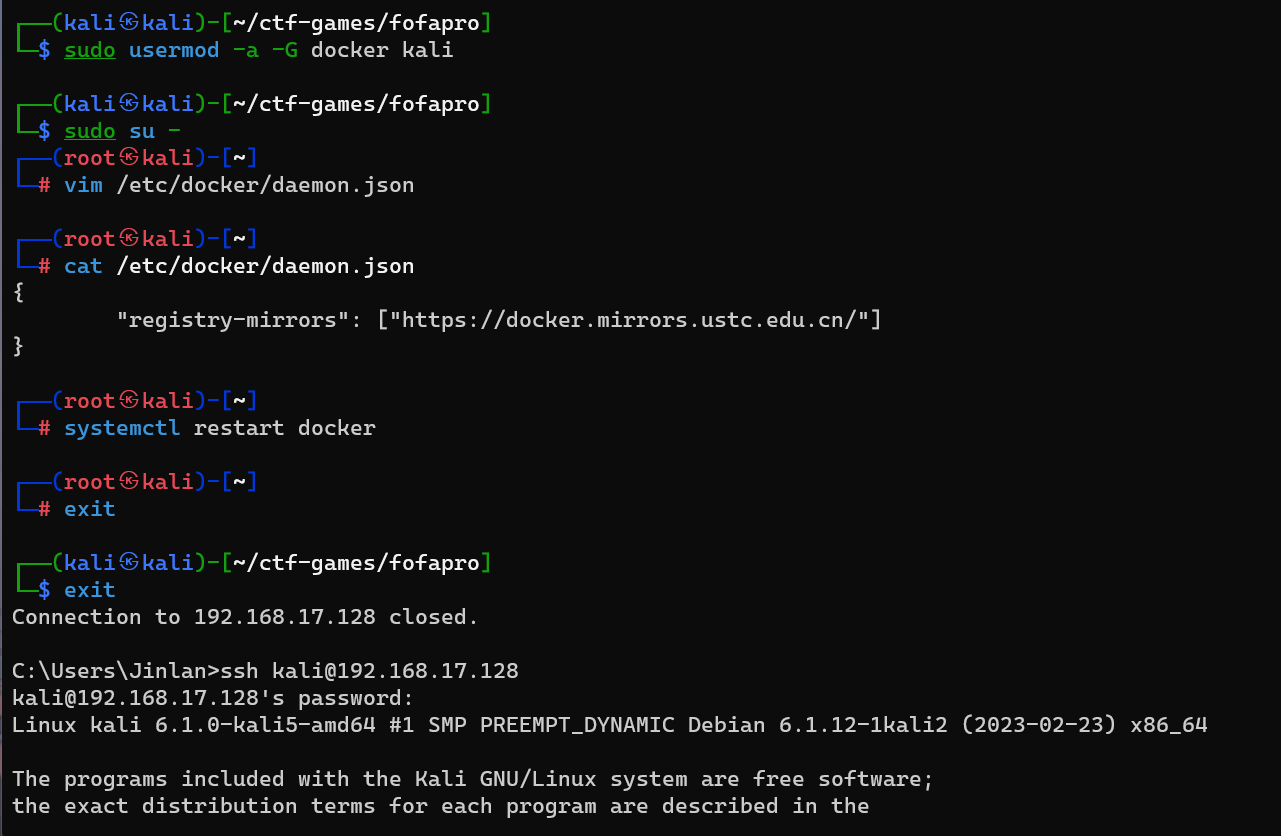 ┌──(kali㉿kali)-[~/ctf-games/fofapro]
└─$ sudo usermod -a -G docker kali
┌──(kali㉿kali)-[~/ctf-games/fofapro]
└─$ sudo su -
┌──(root㉿kali)-[~]
└─# vim /etc/docker/daemon.json
┌──(root㉿kali)-[~]
└─# cat /etc/docker/daemon.json
{
        "registry-mirrors": ["https://docker.mirrors.ustc.edu.cn/"]
}
┌──(root㉿kali)-[~]
└─# systemctl restart docker
┌──(root㉿kali)-[~]
└─# exit
┌──(kali㉿kali)-[~/ctf-games/fofapro]
└─$ exit
Connection to 192.168.17.128 closed.
C:\Users\Jinlan>ssh kali@192.168.17.128
kali@192.168.17.128's password:
Linux kali 6.1.0-kali5-amd64 #1 SMP PREEMPT_DYNAMIC Debian 6.1.12-1kali2 (2023-02-23) x86_64
The programs included with the Kali GNU/Linux system are free software;
the exact distribution terms for each program are described in the